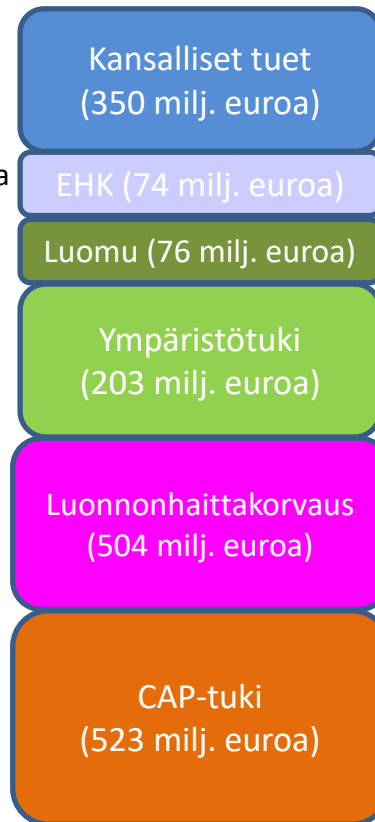 Kansalliset tuet
(350 milj. euroa)
a
EHK (74 milj. euroa)
Luomu (76 milj. euroa)
Ympäristötuki
(203 milj. euroa)
Luonnonhaittakorvaus
(504 milj. euroa)
CAP-tuki
(523 milj. euroa)